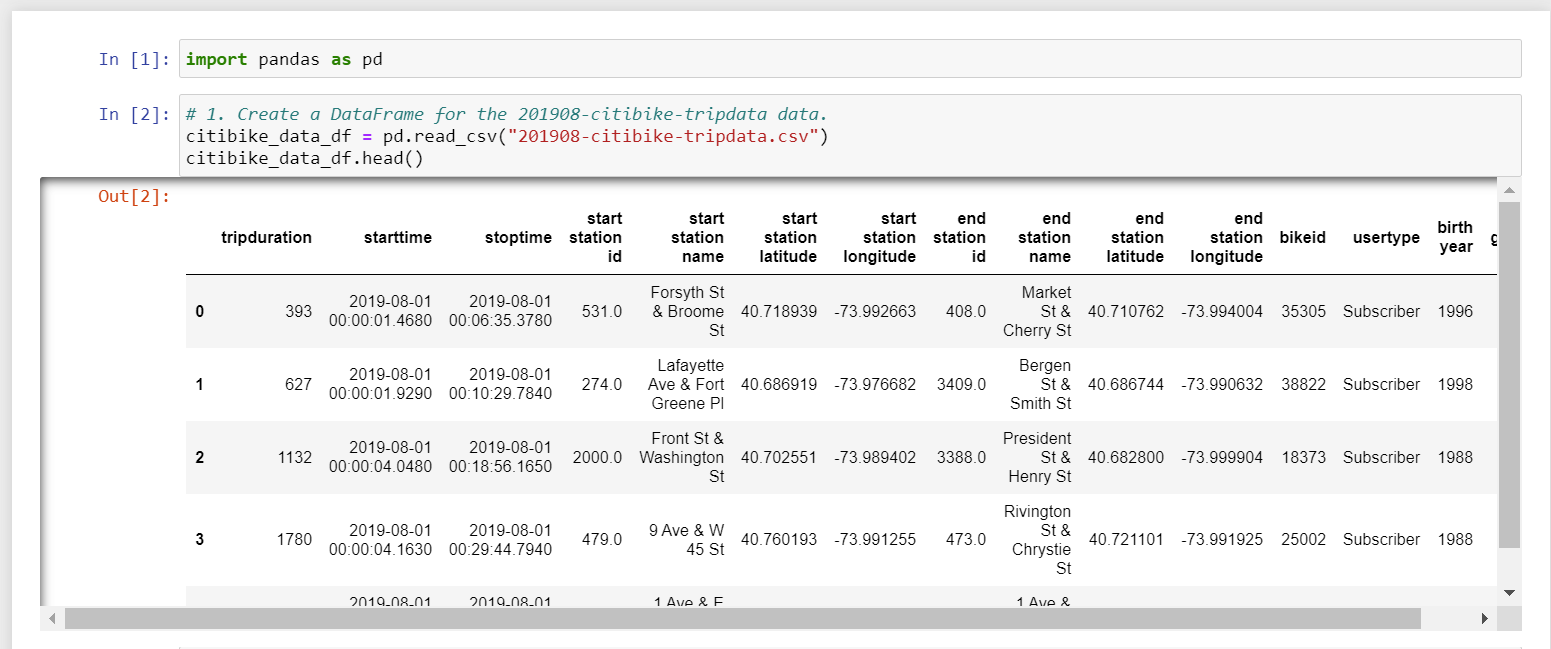 In [1]: import pandas as pd
In [2]: # 1. Create a DataFrame for the 201908-citibike-tripdata data.
citibike_data_df = pd.read_csv("201908-citibike-tripdata.csv")
citibike_data_df.head()
Out[2]:
tripduration starttime stoptime start station id start station name start station latitude start station longitude end station id end station name end station latitude end station longitude bikeid usertype birth year
0 393 2019-08-01 00:00:01.4680 2019-08-01 00:06:35.3780 531.0 Forsyth St & Broome St 40.718939 -73.992663 408.0 Market St & Cherry St 40.710762 -73.994004 35305 Subscriber 1996
1 627 2019-08-01 00:00:01.9290 2019-08-01 00:10:29.7840 274.0 Lafayette Ave & Fort Greene Pl 40.686919 -73.976682 3409.0 Bergen St & Smith St 40.686744 -73.990632 38822 Subscriber 1998
2 1132 2019-08-01 00:00:04.0480 2019-08-01 00:18:56.1650 2000.0 Front St & Washington St 40.702551 -73.989402 3388.0 President St & Henry St 40.682800 -73.999904 18373 Subscriber 1988
3 1780 2019-08-01 00:00:04.1630 2019-08-01 00:29:44.7940 479.0 9 Ave & W 45 St 40.760193 -73.991255 473.0 Rivington St & Chrystie St 40.721101 -73.991925 25002 Subscriber 1988
2019-08-01 2019-08-01 1 Ave & E 1 Ave &